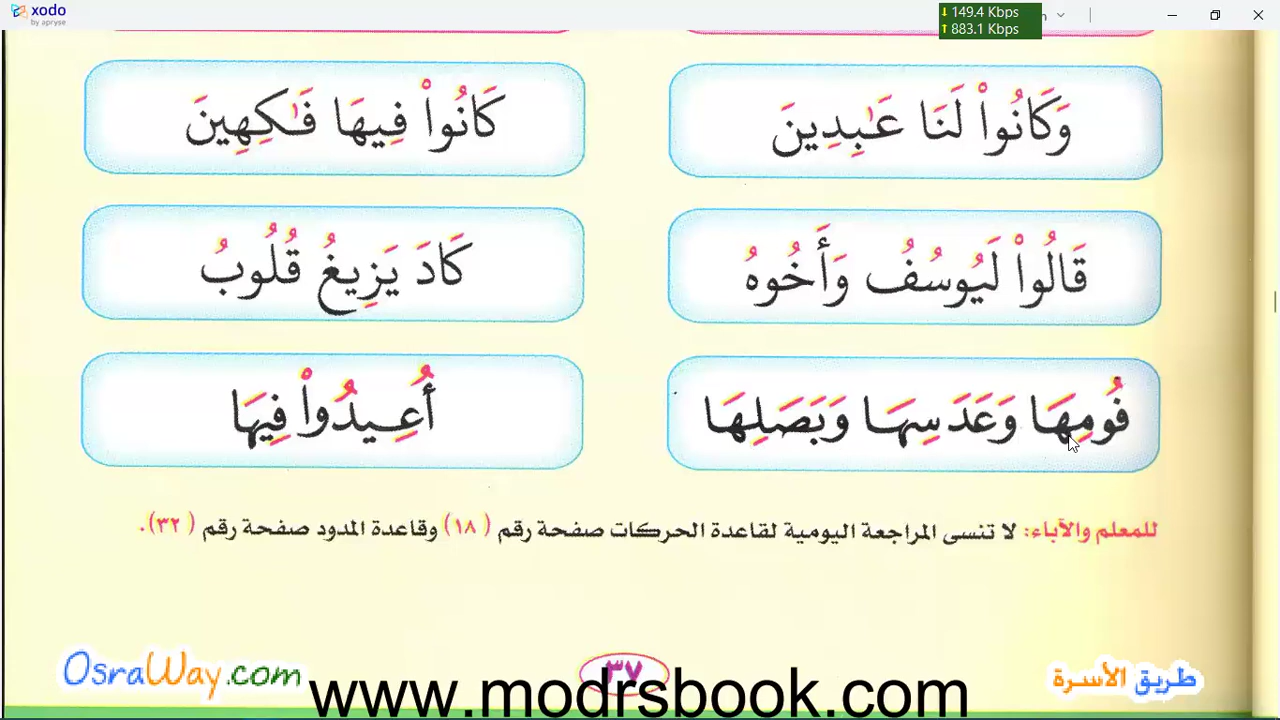 xodo
by apryse
↓ 149.4 Kbps
↑ 883.1 Kbps
وَكَانُوا۟ لَنَا عَـٰبِدِينَ
كَانُوا۟ فِيهَا فَـٰكِهِينَ
قَالُوا۟ لَيُوسُفُ وَأَخُوهُ
كَادَ يَزِيغُ قُلُوبُ
فُومِهَا وَعَدَسِهَا وَبَصَلِهَا
أُعِيدُوا۟ فِيهَا
للمعلم والآباء: لا تنسى المراجعة اليومية لقاعدة الحركات صفحة رقم (١٨) وقاعدة المدود صفحة رقم (٣٢).
OsraWay.com
٣٧
طريق الأسرة
www.modrsbook.com